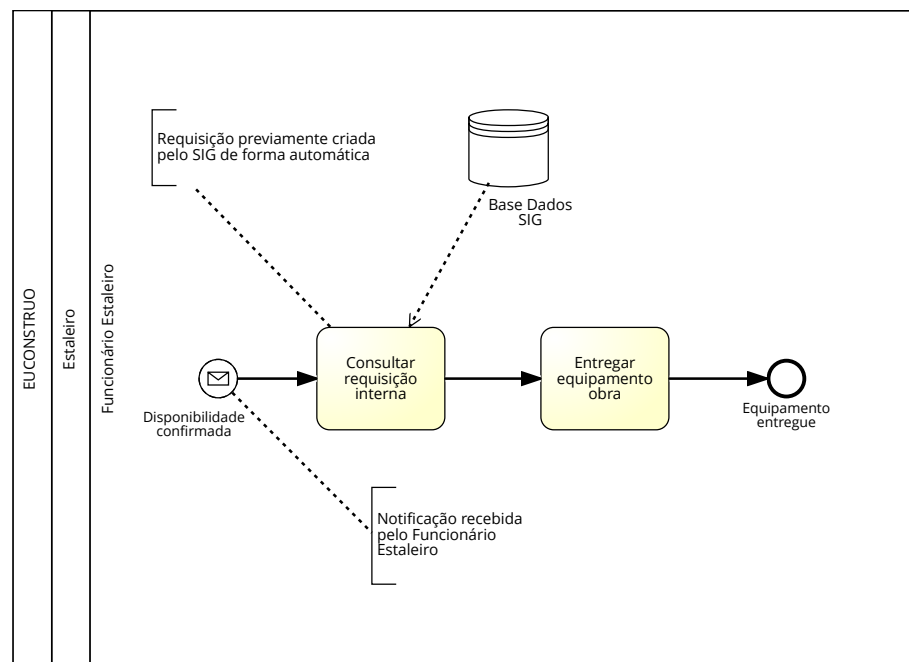 EUCONSTRUO
Estaleiro
Funcionário Estaleiro
Requisição previamente criada
pelo SIG de forma automática
Base Dados
SIG
Disponibilidade
confirmada
Consultar
requisição
interna
Entregar
equipamento
obra
Equipamento
entregue
Notificação recebida
pelo Funcionário
Estaleiro